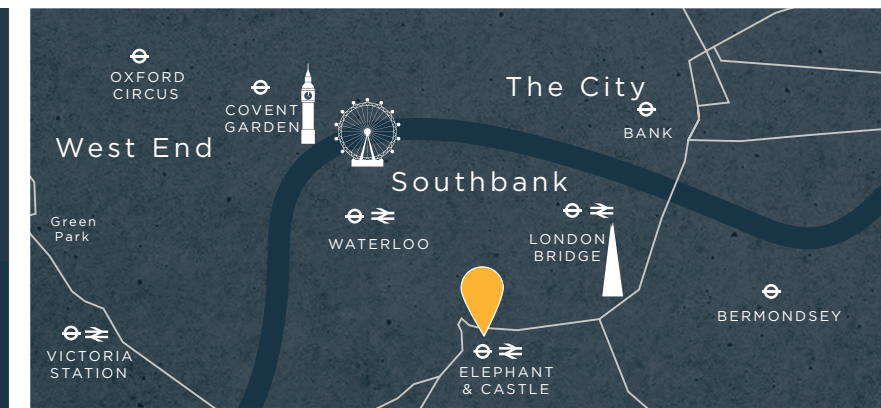 OXFORD
CIRCUS
COVENT
GARDEN
The City
BANK
West End
Southbank
Green
Park
WATERLOO
LONDON
BRIDGE
BERMONDSEY
VICTORIA
STATION
ELEPHANT
& CASTLE